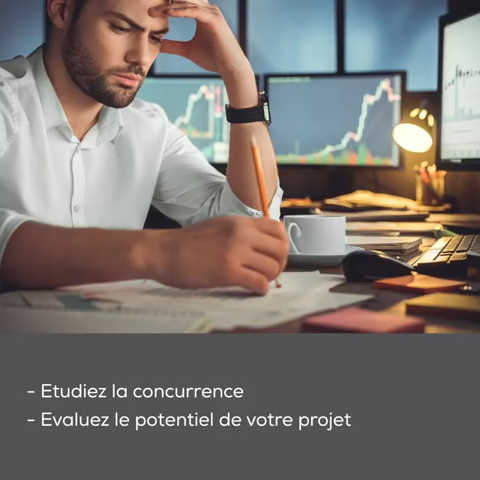 - Etudiez la concurrence
- Evaluez le potentiel de votre projet